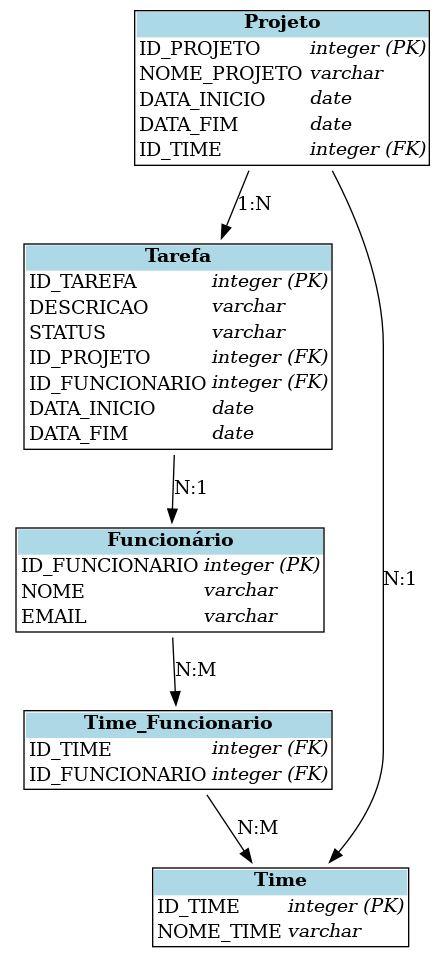 Projeto
ID_PROJETO integer (PK)
NOME_PROJETO varchar
DATA_INICIO date
DATA_FIM date
ID_TIME integer (FK)
1:N
Tarefa
ID_TAREFA integer (PK)
DESCRICAO varchar
STATUS varchar
ID_PROJETO integer (FK)
ID_FUNCIONARIO integer (FK)
DATA_INICIO date
DATA_FIM date
N:1
Funcionário
ID_FUNCIONARIO integer (PK)
NOME varchar
EMAIL varchar
N:1
N:M
Time_Funcionario
ID_TIME integer (FK)
ID_FUNCIONARIO integer (FK)
N:M
Time
ID_TIME integer (PK)
NOME_TIME varchar